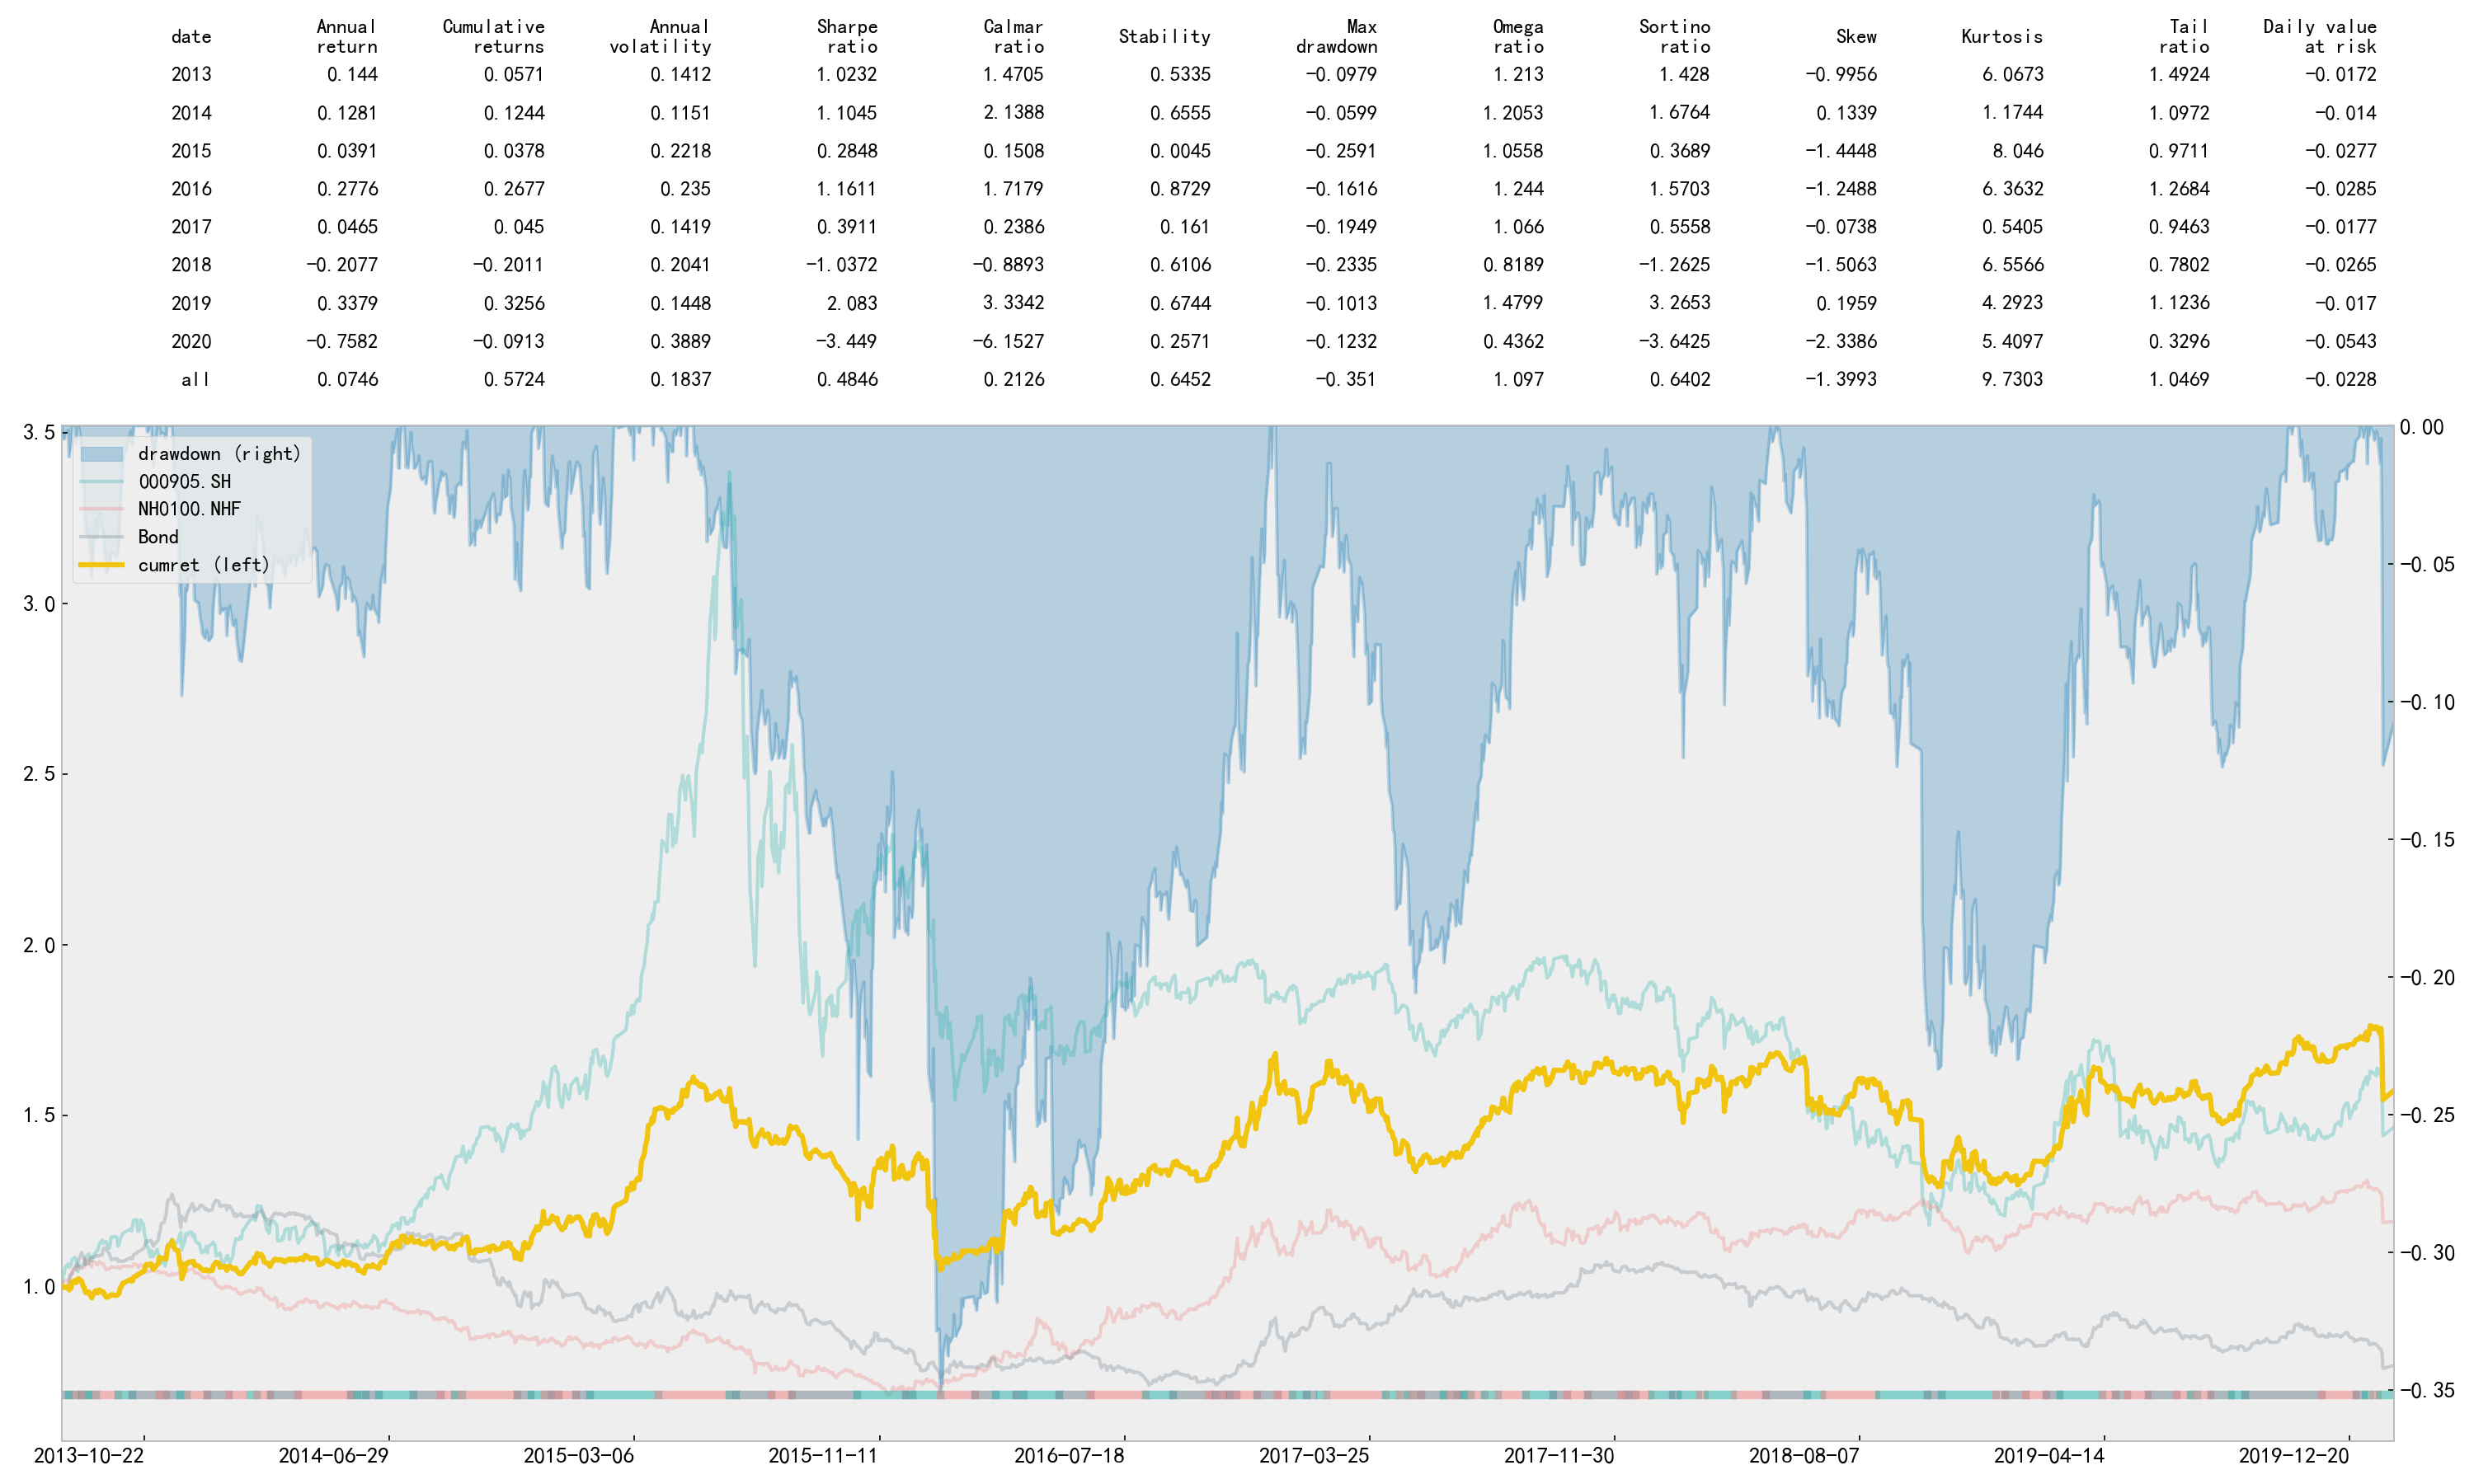 date Annual return Cumulative returns Annual volatility Sharpe ratio Calmar ratio Stability Max drawdown Omega ratio Sortino ratio Skew Kurtosis Tail ratio Daily value at risk
2013 0.144 0.0571 0.1412 1.0232 1.4705 0.5335 -0.0979 1.213 1.428 -0.9956 6.0673 1.4924 -0.0172
2014 0.1281 0.1244 0.1151 1.1045 2.1388 0.6555 -0.0599 1.2053 1.6764 0.1339 1.1744 1.0972 -0.014
2015 0.0391 0.0378 0.2218 0.2848 0.1508 0.0045 -0.2591 1.0558 0.3689 -1.4448 8.046 0.9711 -0.0277
2016 0.2776 0.2677 0.235 1.1611 1.7179 0.8729 -0.1616 1.244 1.5703 -1.2488 6.3632 1.2684 -0.0285
2017 0.0465 0.045 0.1419 0.3911 0.2386 0.161 -0.1949 1.066 0.5558 -0.0738 0.5405 0.9463 -0.0177
2018 -0.2077 -0.2011 0.2041 -1.0372 -0.8893 0.6106 -0.2335 0.8189 -1.2625 -1.5063 6.5566 0.7802 -0.0265
2019 0.3379 0.3256 0.1448 2.083 3.3342 0.6744 -0.1013 1.4799 3.2653 0.1959 4.2923 1.1236 -0.017
2020 -0.7582 -0.0913 0.3889 -3.449 -6.1527 0.2571 -0.1232 0.4362 -3.6425 -2.3386 5.4097 0.3296 -0.0543
all 0.0746 0.5724 0.1837 0.4846 0.2126 0.6452 -0.351 1.097 0.6402 -1.3993 9.7303 1.0469 -0.0228
3.5
3.0
2.5
2.0
1.5
1.0
drawdown (right)
000905.SH
NH0100.NHF
Bond
cumret (left)
0.00
-0.05
-0.10
-0.15
-0.20
-0.25
-0.30
-0.35
2013-10-22 2014-06-29 2015-03-06 2015-11-11 2016-07-18 2017-03-25 2017-11-30 2018-08-07 2019-04-14 2019-12-20